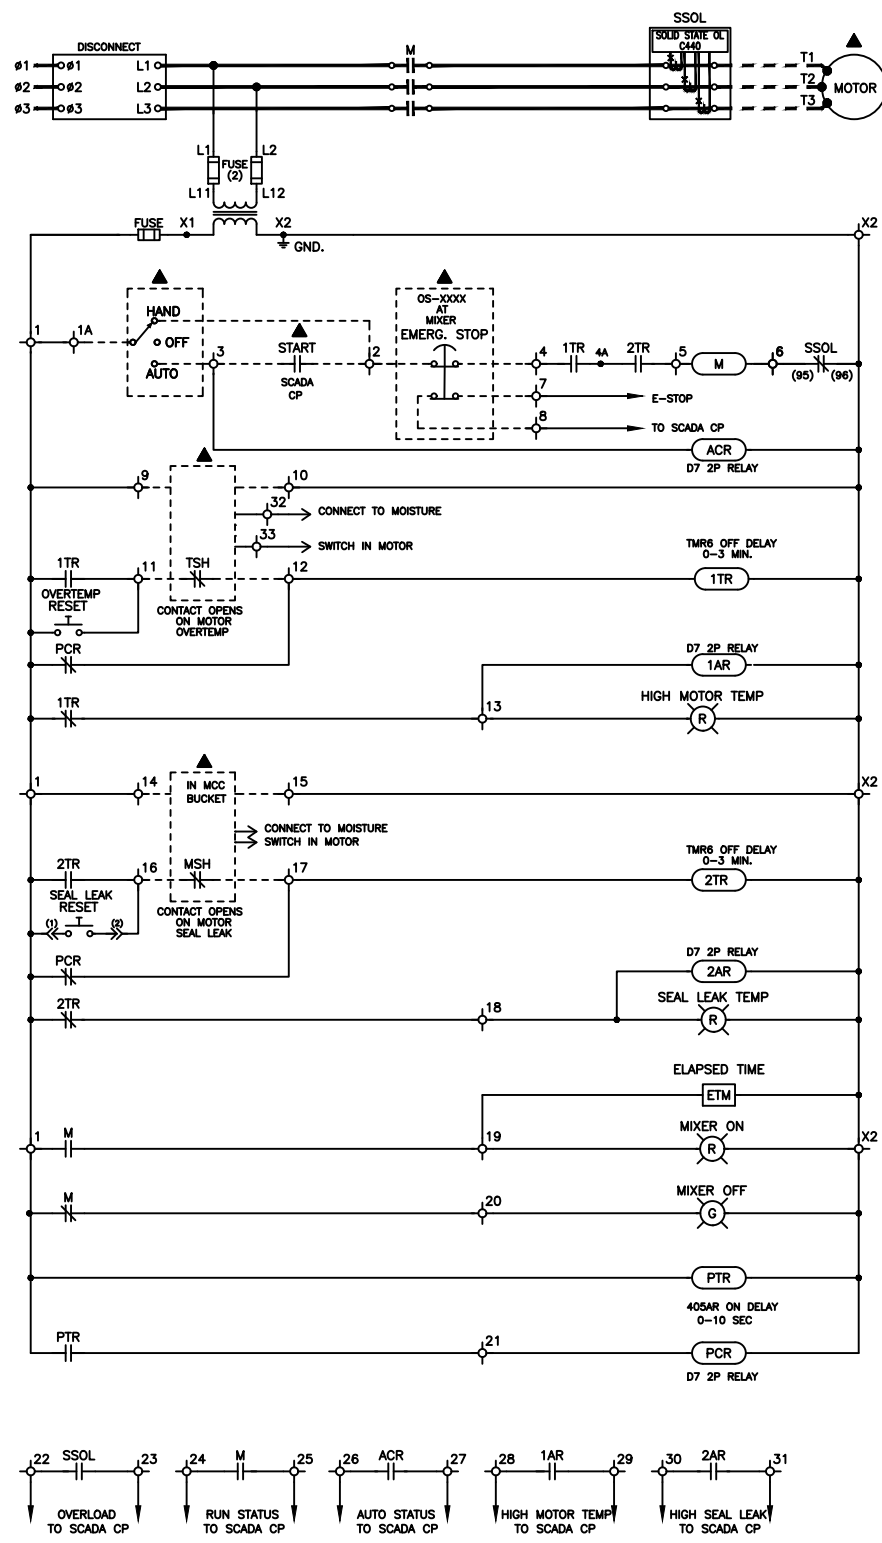 SSOL
DISCONNECT
M
SOLID STATE OL
C440
T1
ø1 ø1 L1
ø2 ø2 L2
T2
MOTOR
ø3 ø3 L3
T3
L1 L2
FUSE
(2)
L11 L12
FUSE X1 X2 X2
GND.
OS-XXXX
AT
MIXER
EMERG. STOP
HAND
1 1A OFF
AUTO
3 START 2
SCADA
CP
4 1TR 4A 2TR 5 M 6 SSOL
(95) (96)
7
E-STOP
8
TO SCADA CP
ACR
D7 2P RELAY
9 10
32
CONNECT TO MOISTURE
33
SWITCH IN MOTOR
TMR6 OFF DELAY
0-3 MIN.
1TR 11 TSH 12 1TR
OVERTEMP
RESET
CONTACT OPENS
ON MOTOR
OVERTEMP
PCR
D7 2P RELAY
1AR
HIGH MOTOR TEMP
1TR 13 R
1 14 IN MCC
BUCKET
15 X2
CONNECT TO MOISTURE
SWITCH IN MOTOR
TMR6 OFF DELAY
0-3 MIN.
2TR 16 MSH 17 2TR
SEAL LEAK
RESET
(1) (2)
CONTACT OPENS
ON MOTOR
SEAL LEAK
PCR
D7 2P RELAY
2AR
SEAL LEAK TEMP
2TR 18 R
ELAPSED TIME
ETM
MIXER ON
1 M 19 R X2
MIXER OFF
M 20 G
PTR
405AR ON DELAY
0-10 SEC
PTR 21 PCR
D7 2P RELAY
22 SSOL 23 24 M 25 26 ACR 27 28 1AR 29 30 2AR 31
OVERLOAD
TO SCADA CP
RUN STATUS
TO SCADA CP
AUTO STATUS
TO SCADA CP
HIGH MOTOR TEMP
TO SCADA CP
HIGH SEAL LEAK
TO SCADA CP